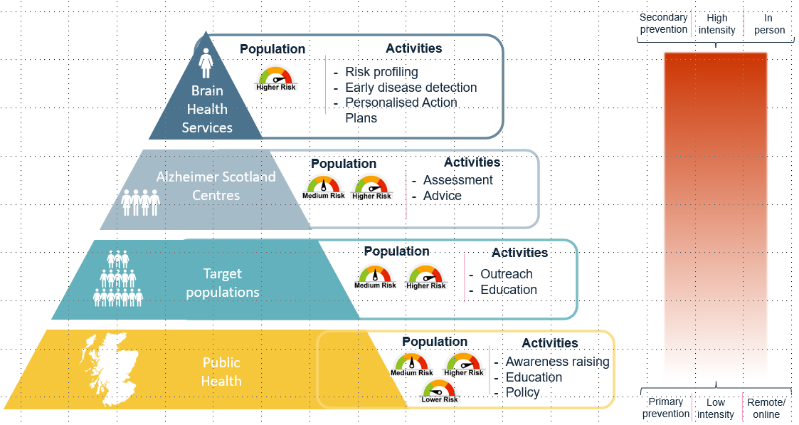 Secondary prevention
High intensity
In person
Population
Activities
Higher Risk
- Risk profiling
- Early disease detection
- Personalised Action
Plans
Brain
Health
Services
Population
Activities
Medium Risk
Higher Risk
- Assessment
- Advice
Alzheimer Scotland
Centres
Population
Activities
Medium Risk
Higher Risk
- Outreach
- Education
Target
populations
Population
Activities
Medium Risk
Higher Risk
Lower Risk
- Awareness raising
- Education
- Policy
Public
Health
Primary
prevention
Low
intensity
Remote/
online